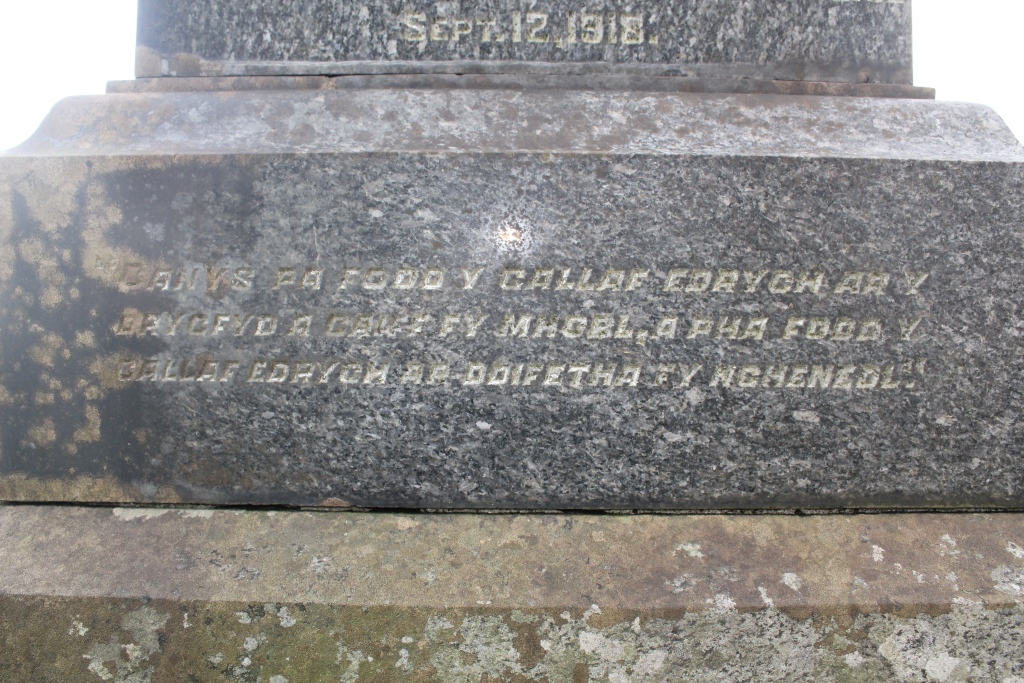 SEPT. 12, 1918.
"CANYS PA FODD Y GALLAF EDRYCH AR Y
DRYGFYD A GAIFF FY MHOBL, A PHA FODD Y
GALLAF EDRYCH AR DDIFETHA FY NGHENEDL".